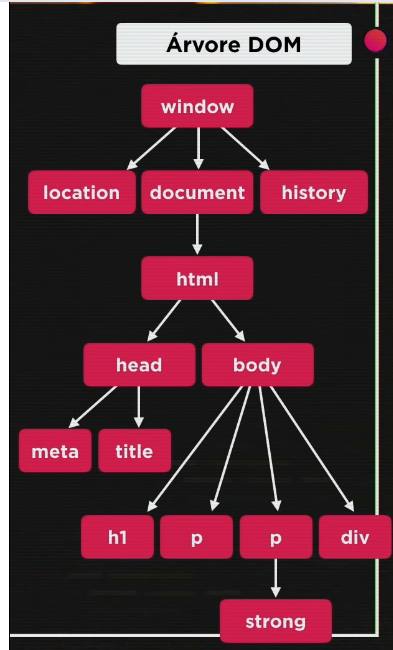 Árvore DOM
window
location document history
html
head body
meta title
h1 p p div
strong